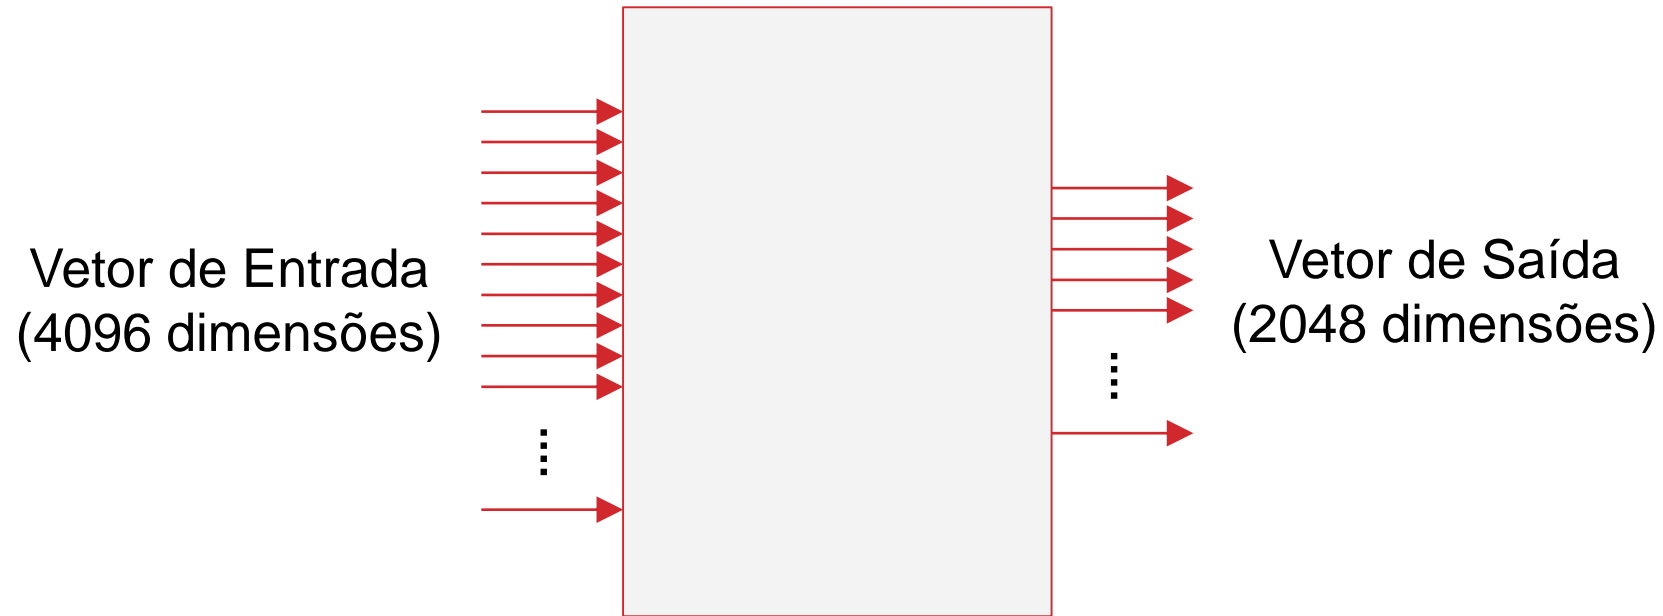 Vetor de Entrada
(4096 dimensões)
Vetor de Saída
(2048 dimensões)